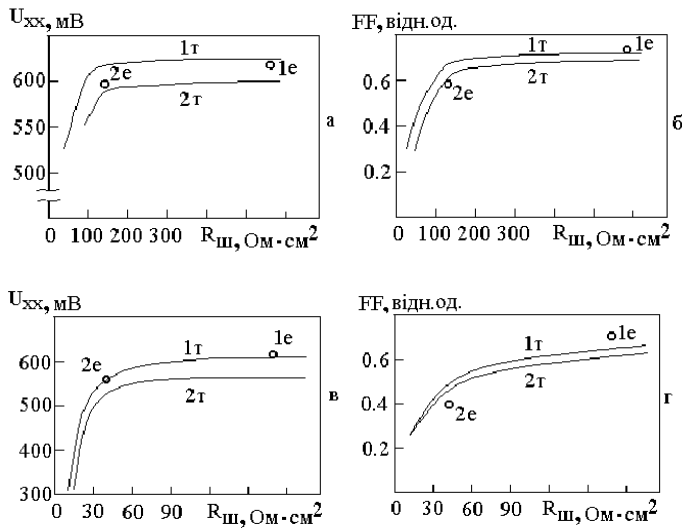 Uхх, мВ
600
550
500
1т
2е
1е
2т
а
0 100 200 300 Rш, Ом·см²
FF, відн.од.
0.6
0.4
0.2
1т
1е
2е
2т
б
0 100 200 300 Rш, Ом·см²
Uхх, мВ
600
500
400
300
2е
1т
1е
2т
в
0 30 60 90 Rш, Ом·см²
FF, відн.од.
0.6
0.4
0.2
1т
1е
2т
2е
г
0 30 60 90 Rш, Ом·см²